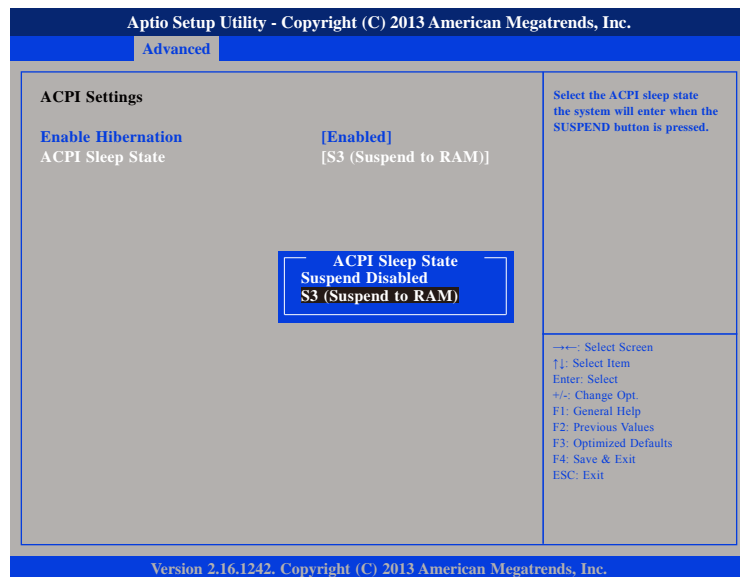 Aptio Setup Utility - Copyright (C) 2013 American Megatrends, Inc.
Advanced
ACPI Settings
Enable Hibernation [Enabled]
ACPI Sleep State [S3 (Suspend to RAM)]
ACPI Sleep State
Suspend Disabled
S3 (Suspend to RAM)
Select the ACPI sleep state
the system will enter when the
SUSPEND button is pressed.
→←: Select Screen
↑↓: Select Item
Enter: Select
+/-: Change Opt.
F1: General Help
F2: Previous Values
F3: Optimized Defaults
F4: Save & Exit
ESC: Exit
Version 2.16.1242. Copyright (C) 2013 American Megatrends, Inc.